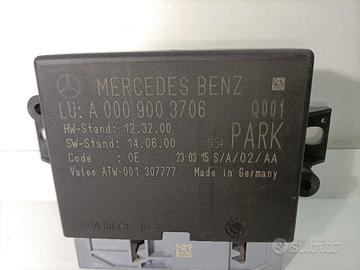 MERCEDES BENZ
LU: A 000 900 3706 Q001
HW-Stand: 12.32.00
SW-Stand: 14.06.00 1454 PARK
Code : 0E 23 03 15 S/A/02/AA
Valeo ATW-001 307777 Made in Germany
subito